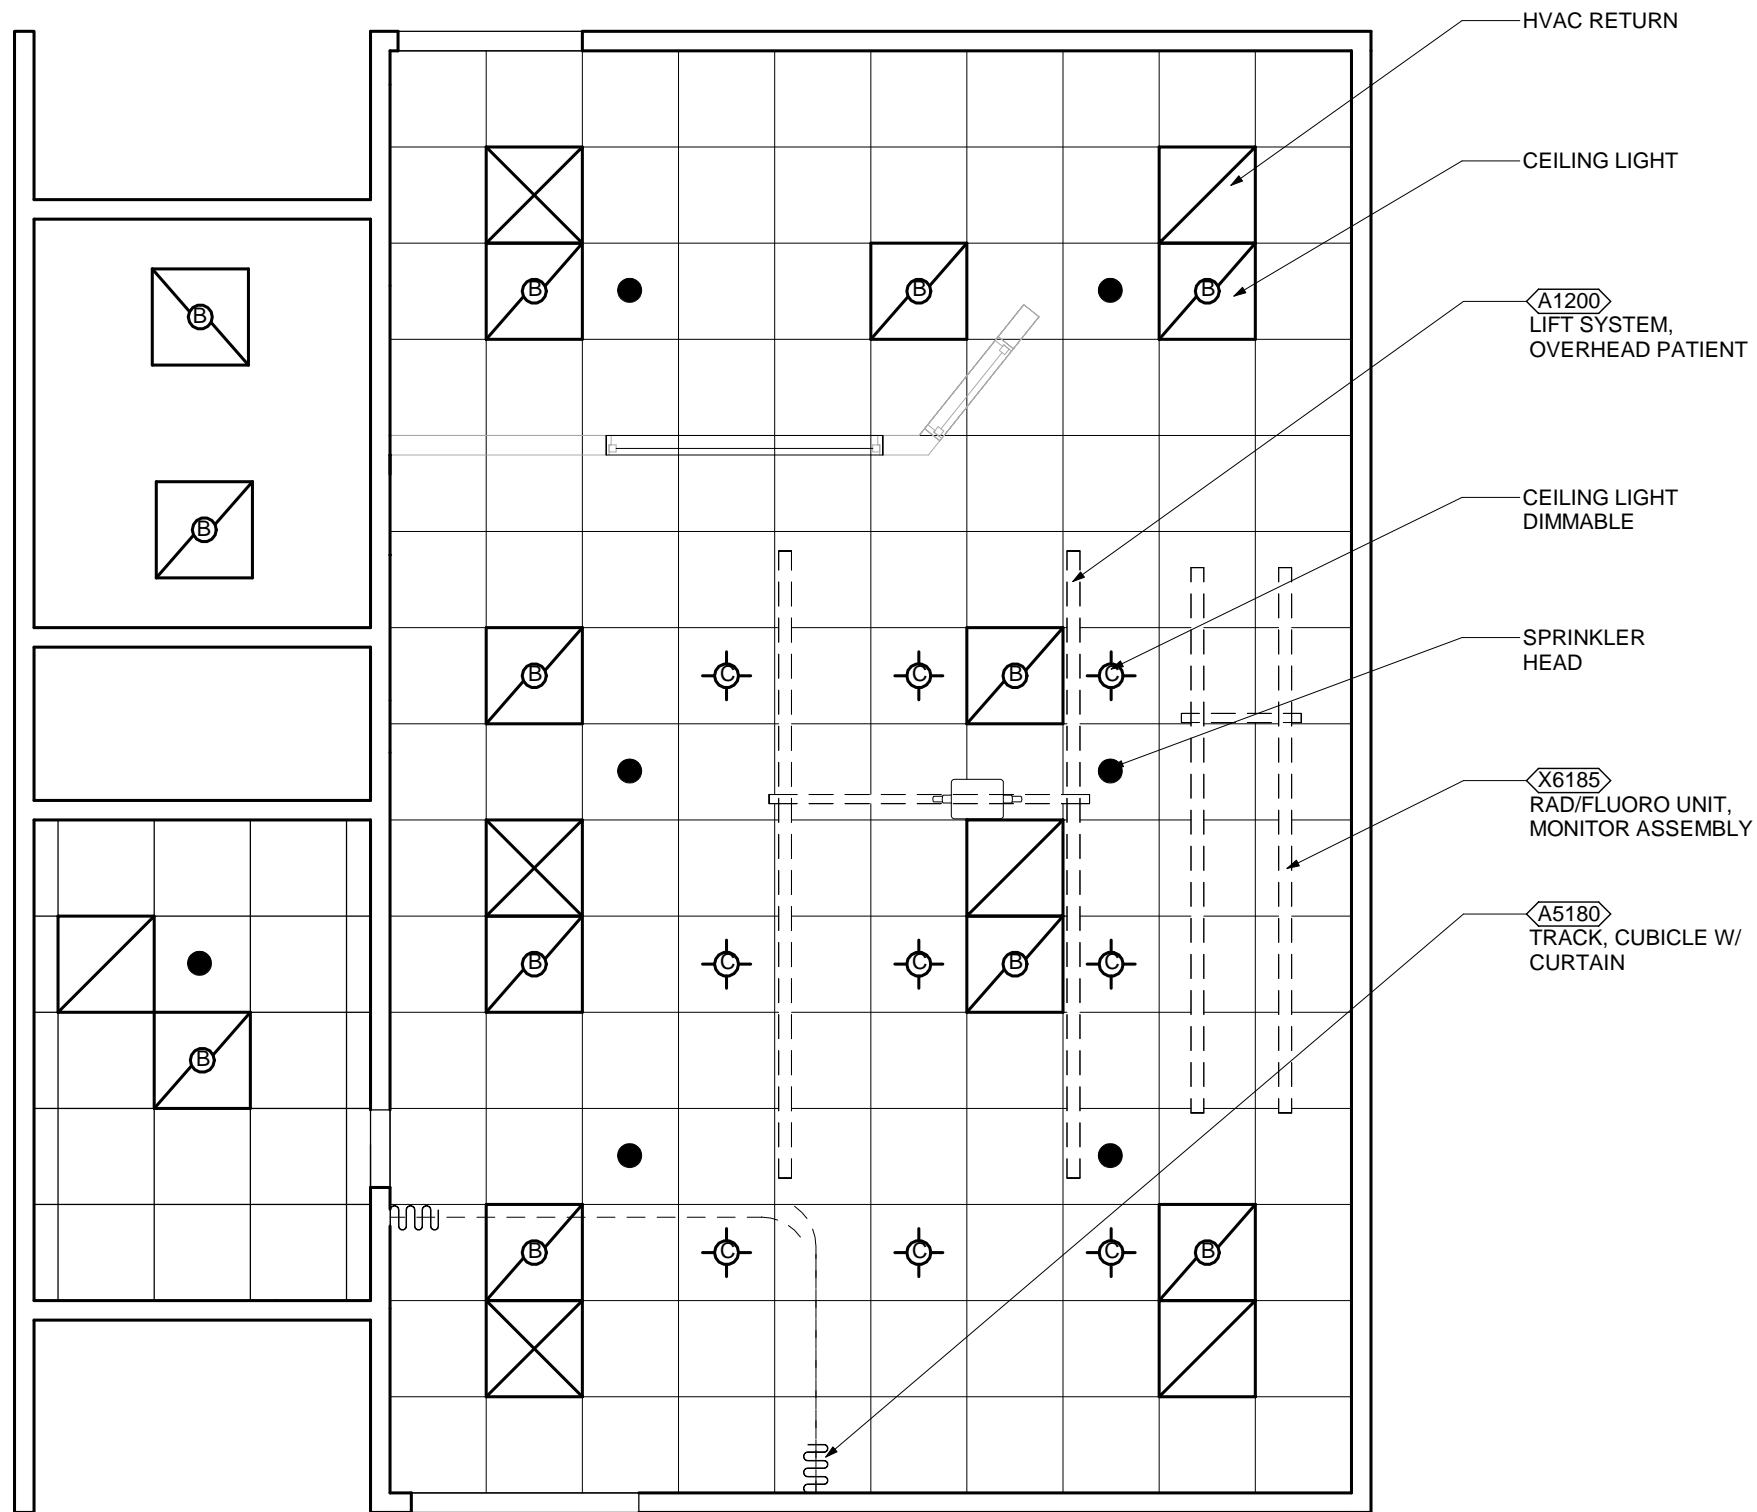 HVAC RETURN
CEILING LIGHT
B
B
B
B
A1200
LIFT SYSTEM,
OVERHEAD PATIENT
B
CEILING LIGHT
DIMMABLE
SPRINKLER
HEAD
B
C
C
B
C
X6185
RAD/FLUORO UNIT,
MONITOR ASSEMBLY
A5180
TRACK, CUBICLE W/
CURTAIN
B
C
C
B
C
B
B
C
C
C
B